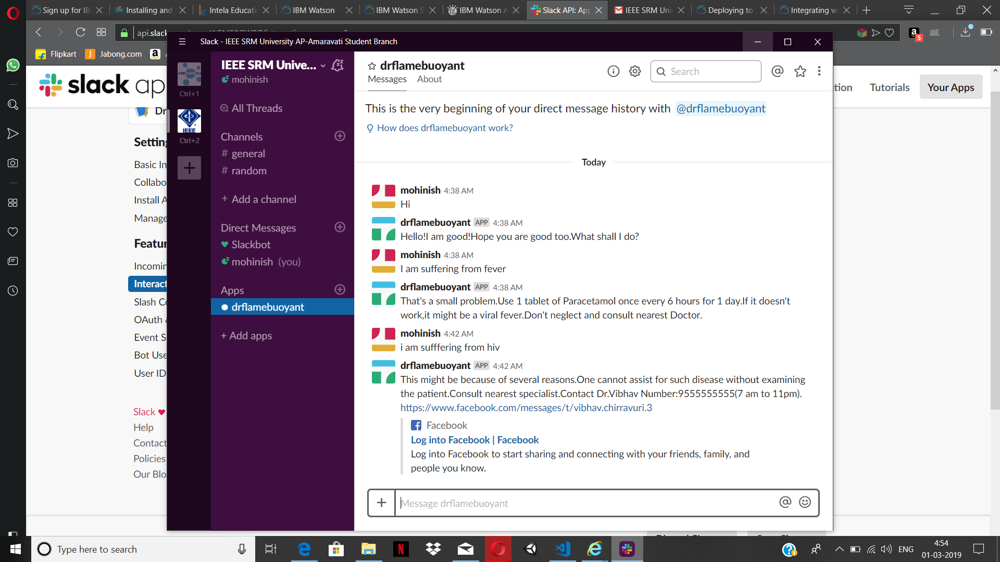 Sign up for IB
Installing and
Intela Educati
IBM Watson
IBM Watson S
IBM Watson A
Slack API: App
IEEE SRM Univ
Deploying to
Integrating w
api.slack
5
Flipkart
Jabong.com
Slack - IEEE SRM University AP-Amaravati Student Branch
slack ap
Tutorials
Your Apps
Dr
Setting
Basic In
Collabo
Install A
Manage
Featur
Incomin
Interact
Slash Co
OAuth &
Event S
Bot Use
User ID
Slack ♥
Help
Contact
Policies
Our Blo
Ctrl+1
IEEE
Ctrl+2
IEEE SRM Unive...
mohinish
All Threads
Channels
# general
# random
+ Add a channel
Direct Messages
Slackbot
mohinish (you)
Apps
drflamebuoyant
+ Add apps
drflamebuoyant
Messages About
Search
This is the very beginning of your direct message history with @drflamebuoyant
How does drflamebuoyant work?
Today
mohinish 4:38 AM
Hi
drflamebuoyant APP 4:38 AM
Hello!I am good!Hope you are good too.What shall I do?
mohinish 4:38 AM
I am suffering from fever
drflamebuoyant APP 4:38 AM
That's a small problem.Use 1 tablet of Paracetamol once every 6 hours for 1 day.If it doesn't
work,it might be a viral fever.Don't neglect and consult nearest Doctor.
mohinish 4:42 AM
i am sufffering from hiv
drflamebuoyant APP 4:42 AM
This might be because of several reasons.One cannot assist for such disease without examining
the patient.Consult nearest specialist.Contact Dr.Vibhav Number:9555555555(7 am to 11pm).
https://www.facebook.com/messages/t/vibhav.chirravuri.3
Facebook
Log into Facebook | Facebook
Log into Facebook to start sharing and connecting with your friends, family, and
people you know.
Message drflamebuoyant
Type here to search
ENG
4:54
01-03-2019